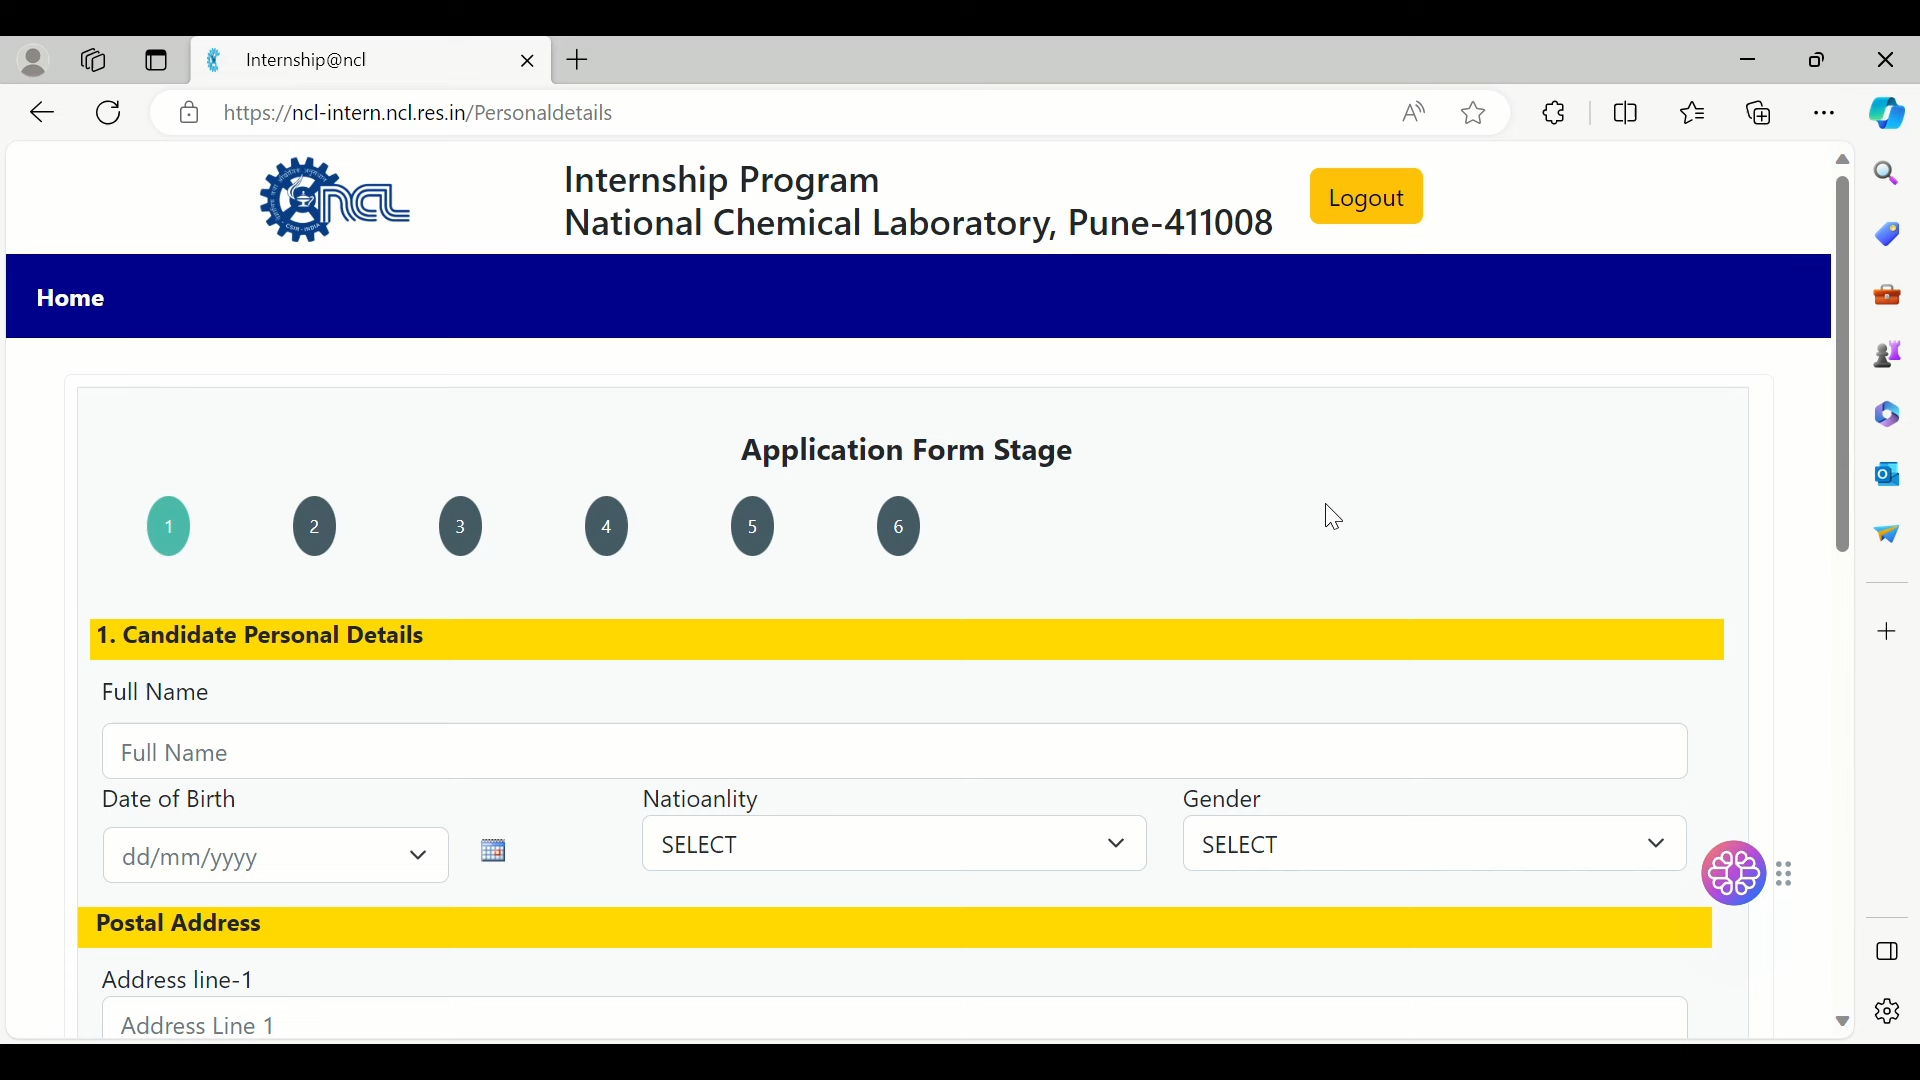 Internship@ncl
https://ncl-intern.ncl.res.in/Personaldetails
ncl
Internship Program
National Chemical Laboratory, Pune-411008
Logout
Home
Application Form Stage
1 2 3 4 5 6
1. Candidate Personal Details
Full Name
Full Name
Date of Birth Natioanlity Gender
dd/mm/yyyy SELECT SELECT
Postal Address
Address line-1
Address Line 1